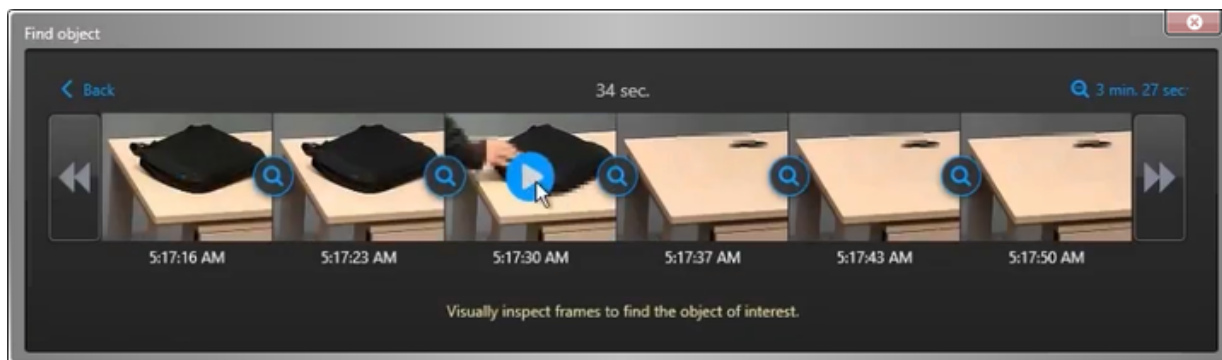 Find object
Back
34 sec.
3 min. 27 sec
5:17:16 AM
5:17:23 AM
5:17:30 AM
5:17:37 AM
5:17:43 AM
5:17:50 AM
Visually inspect frames to find the object of interest.